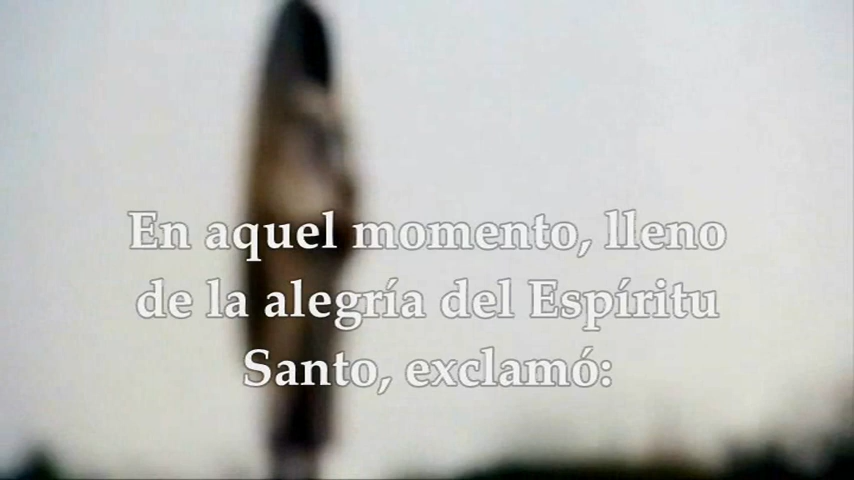 En aquel momento, lleno
de la alegría del Espíritu
Santo, exclamó: